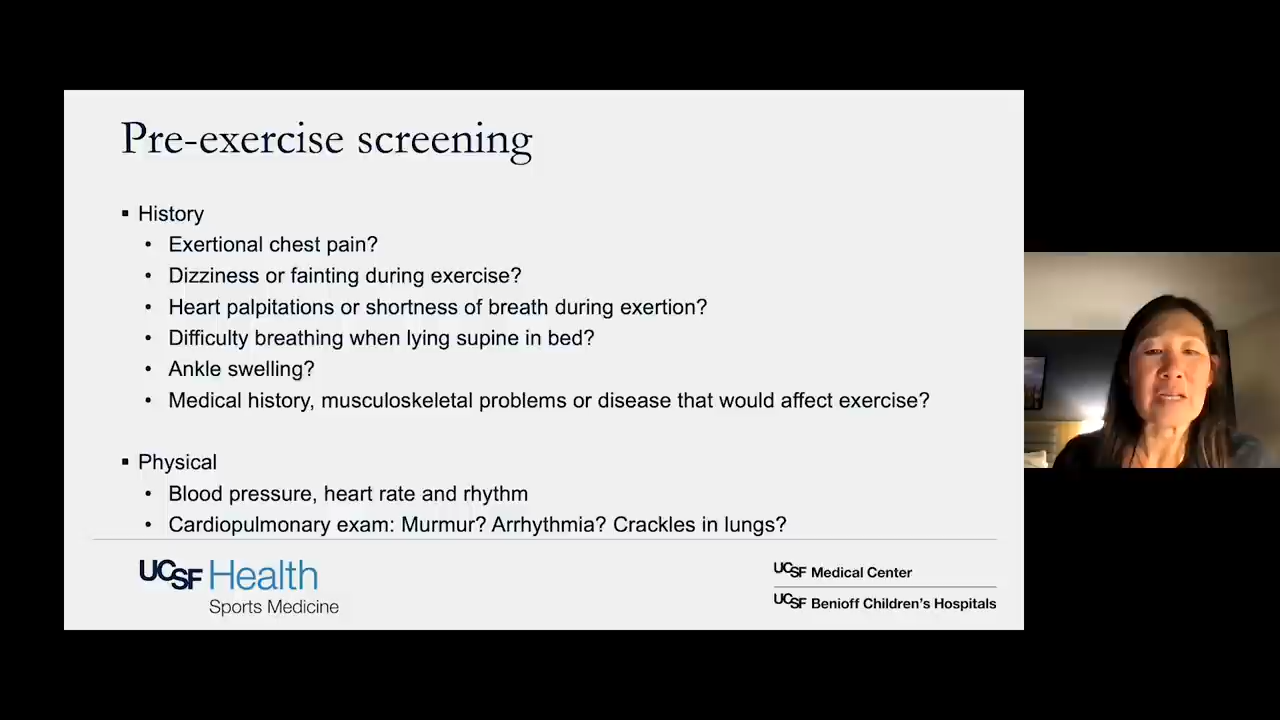 Pre-exercise screening
▪ History
• Exertional chest pain?
• Dizziness or fainting during exercise?
• Heart palpitations or shortness of breath during exertion?
• Difficulty breathing when lying supine in bed?
• Ankle swelling?
• Medical history, musculoskeletal problems or disease that would affect exercise?
▪ Physical
• Blood pressure, heart rate and rhythm
• Cardiopulmonary exam: Murmur? Arrhythmia? Crackles in lungs?
UCSF Health
Sports Medicine
UCSF Medical Center
UCSF Benioff Children's Hospitals